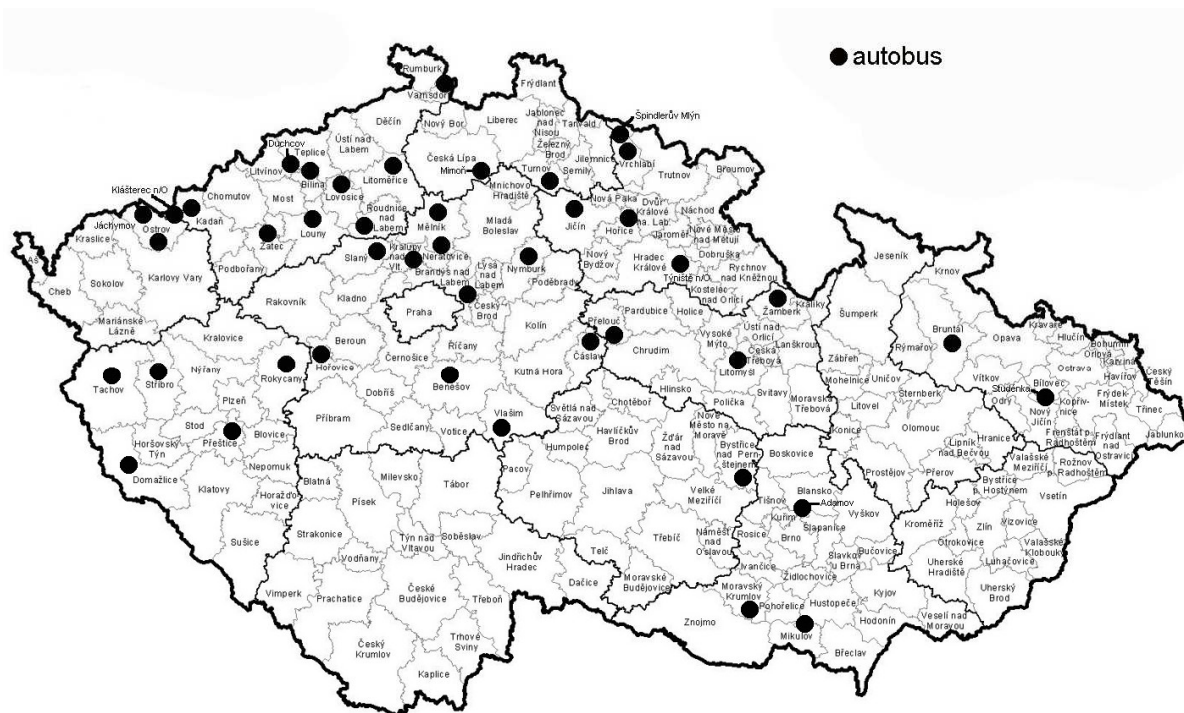 autobus
Rumburk
Varnsdorf
Frýdlant
Děčín
Nový Bor
Liberec
Jablonec
nad
Nisou
Tanvald
Špindlerův Mlýn
Ústí nad
Labem
Duchcov
Teplice
Litvínov
Bílina
Česká Lípa
Mimoň
Železný
Brod
Jilemnice
Semily
Turnov
Vrchlabí
Trutnov
Broumov
Klášterec n/O
Chomutov
Most
Lovosice
Litoměřice
Mnichovo
Hradiště
Nová Paka
Dvůr
Králové
na. Lab.
Náchod
Jáchymov
Ostrov
Kadaň
Kraslice
Žatec
Louny
Roudnice
nad
Labem
Mělník
Mladá
Boleslav
Jičín
Hořice
Jaroměř
Nové Město
nad Metují
Dobruška
Aš
Cheb
Sokolov
Karlovy Vary
Podbořany
Slaný
Kralupy
nad
Vlt.
Neratovice
Brandýs nad
Labem
Lysá
nad
Labem
Nymburk
Poděbrady
Nový
Bydžov
Hradec
Králové
Týniště n/O
Rychnov
nad Kněžnou
Kostelec
nad Orlicí
Jeseník
Krnov
Mariánské
Lázně
Rakovník
Kladno
Praha
Český
Brod
Kolín
Přelouč
Pardubice
Holice
Žamberk
Králíky
Šumperk
Bruntál
Rýmařov
Opava
Kravaře
Hlučín
Bohumín
Orlová
Karviná
Havířov
Český
Těšín
Ostrava
Kralovice
Beroun
Hořovice
Černošice
Říčany
Kutná Hora
Čáslav
Chrudim
Vysoké
Mýto
Ústí nad
Orlicí
Česká
Třebová
Lanškroun
Litomyšl
Zábřeh
Mohelnice
Uničov
Šternberk
Vítkov
Studénka
Bílovec
Odry
Kopřiv-
nice
Nový
Jičín
Frýdek-
Místek
Třinec
Jablunkov
Tachov
Stříbro
Nýřany
Plzeň
Rokycany
Dobříš
Benešov
Příbram
Sedlčany
Votice
Vlašim
Světlá nad
Sázavou
Chotěboř
Hlinsko
Polička
Svitavy
Moravská
Třebová
Litovel
Konice
Olomouc
Hranice
Lipník
nad Bečvou
Frenštát p.
Radhoštěm
Frýdlant
nad
Ostravicí
Stod
Přeštice
Blovice
Horšovský
Týn
Domažlice
Nepomuk
Klatovy
Horažďo
vice
Sušice
Blatná
Milevsko
Písek
Tábor
Pacov
Humpolec
Havlíčkův
Brod
Žďár
nad
Sázavou
Nové
Město na
Moravě
Bystřice
nad Pern
štejnem
Boskovice
Prostějov
Přerov
Valašské
Meziříčí
Rožnov
p. Radhoštěm
Bystřice
p. Hostýnem
Holešov
Vsetín
Pelhřimov
Jihlava
Velké
Meziříčí
Tišnov
Blansko
Adamov
Vyškov
Kuřim
Brno
Šlapanice
Rosice
Kroměříž
Zlín
Vizovice
Otrokovice
Valašské
Klobouky
Luhačovice
Uherské
Hradiště
Uherský
Brod
Strakonice
Vodňany
Týn nad
Vltavou
Soběslav
Jindřichův
Hradec
Telč
Třebíč
Náměšť
nad
Oslavou
Bučovice
Slavkov
u Brna
Židlochovice
Ivančice
Vimperk
Prachatice
České
Budějovice
Třeboň
Dačice
Moravské
Budějovice
Moravský
Krumlov
Pohořelice
Hustopeče
Kyjov
Hodonín
Veselí nad
Moravou
Znojmo
Mikulov
Břeclav
Český
Krumlov
Trhové
Sviny
Kaplice